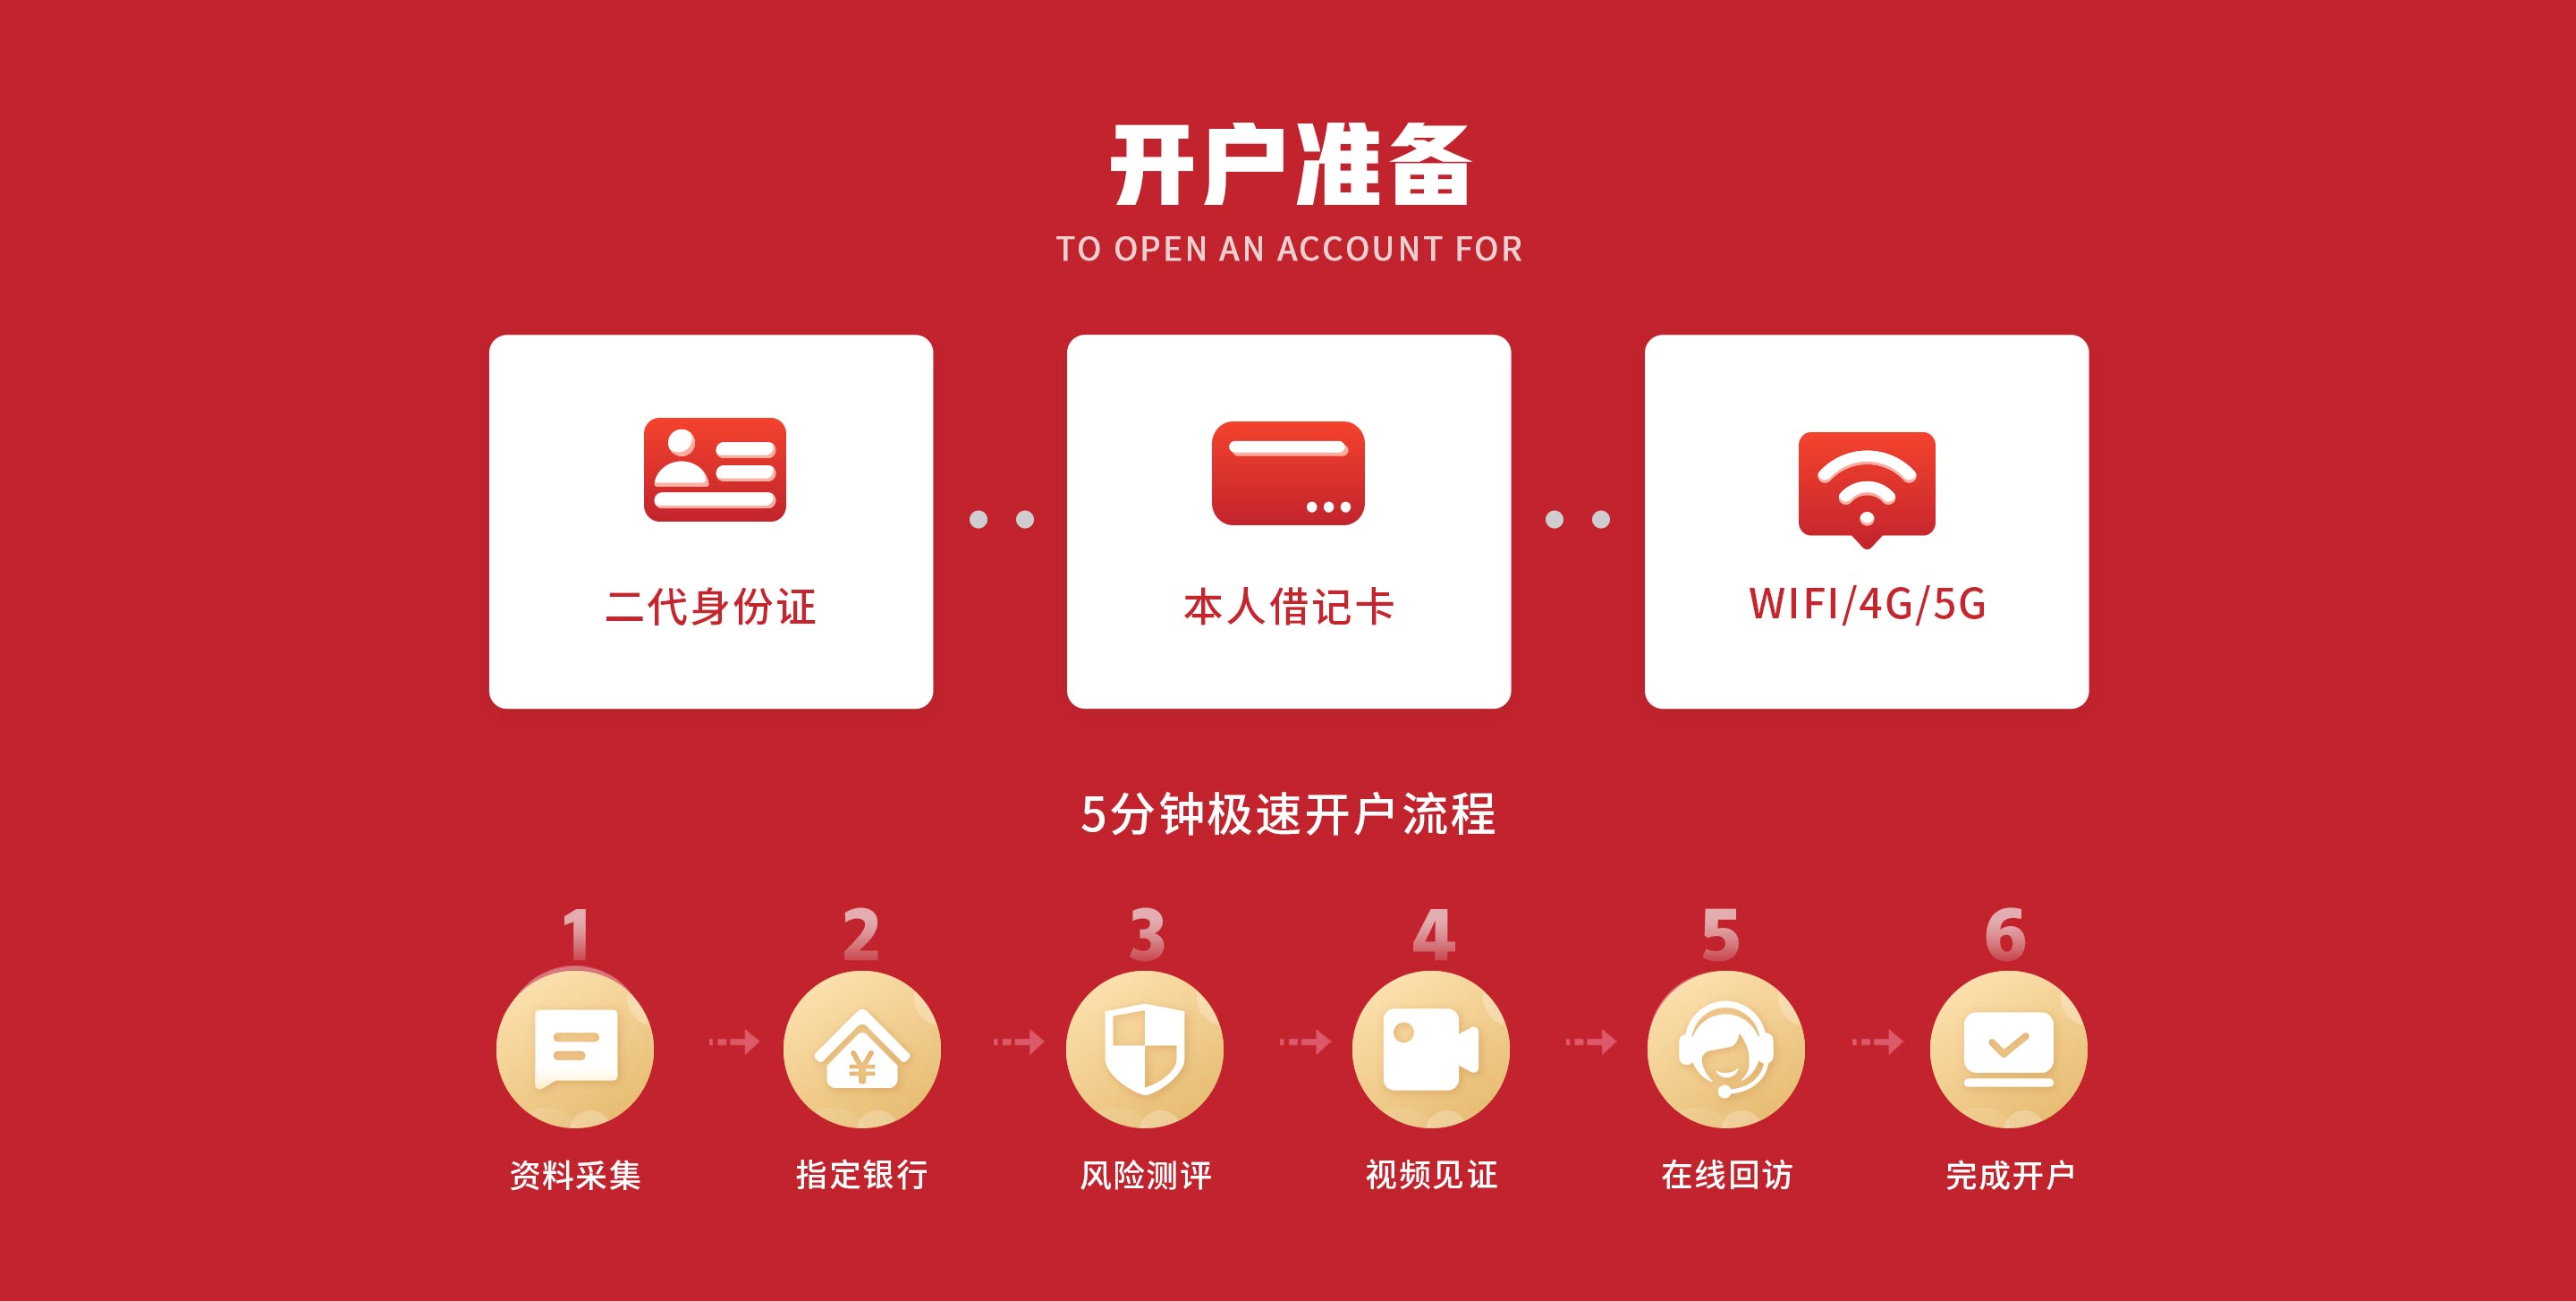 开户准备
TO OPEN AN ACCOUNT FOR
二代身份证
本人借记卡
WIFI/4G/5G
5分钟极速开户流程
1
2
3
4
5
6
¥
资料采集
指定银行
风险测评
视频见证
在线回访
完成开户